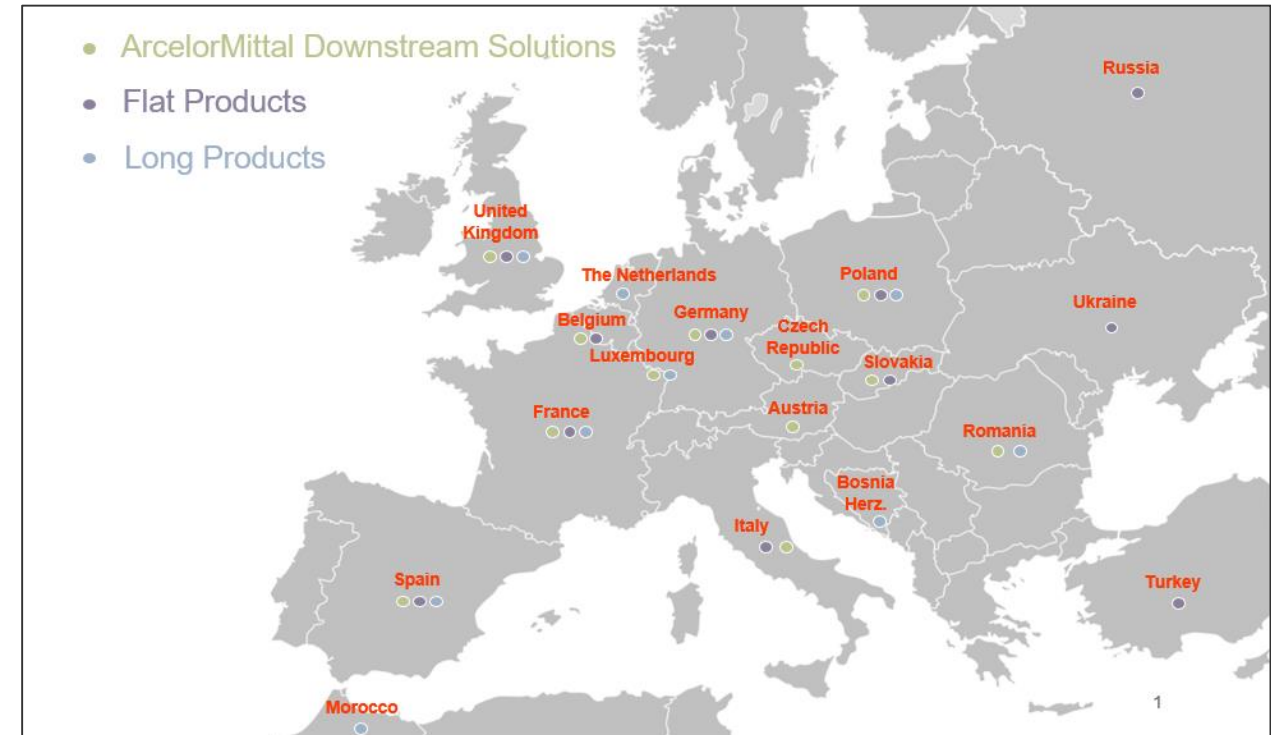 ArcelorMittal Downstream Solutions
Flat Products
Long Products
Russia
United
Kingdom
The Netherlands
Poland
Ukraine
Belgium
Germany
Czech
Republic
Luxembourg
Slovakia
France
Austria
Romania
Bosnia
Herz.
Italy
Spain
Turkey
Morocco
1